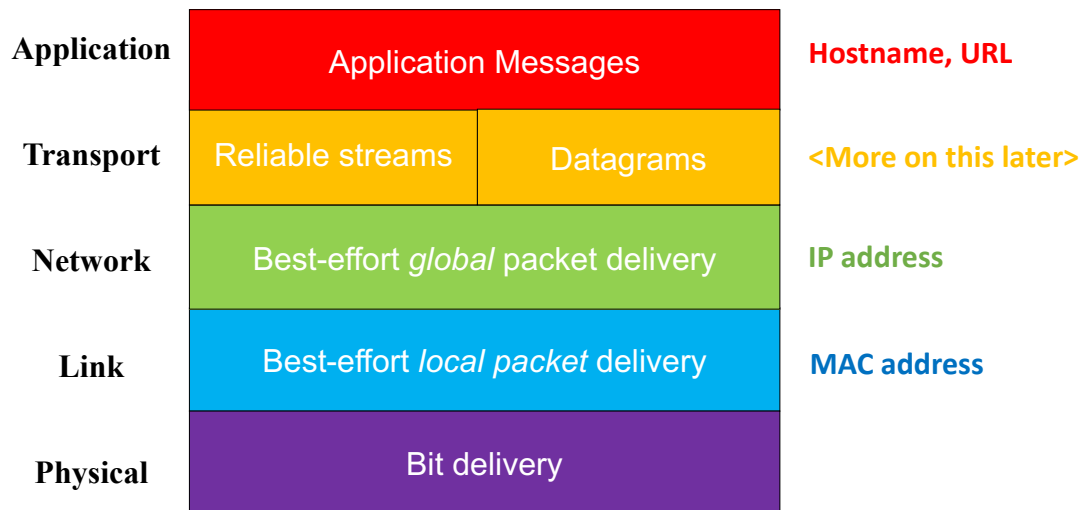 Application
Application Messages
Hostname, URL
Transport
Reliable streams
Datagrams
<More on this later>
Network
Best-effort global packet delivery
IP address
Link
Best-effort local packet delivery
MAC address
Physical
Bit delivery